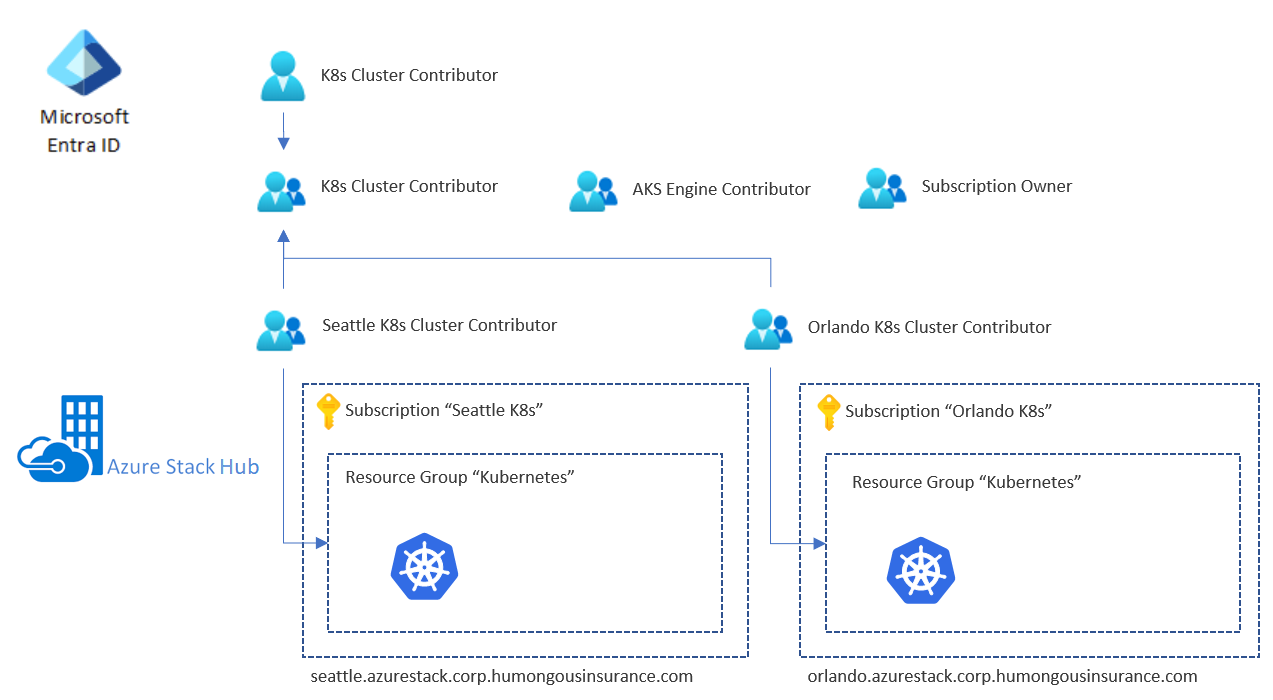 Microsoft
Entra ID
K8s Cluster Contributor
K8s Cluster Contributor
AKS Engine Contributor
Subscription Owner
Seattle K8s Cluster Contributor
Orlando K8s Cluster Contributor
Azure Stack Hub
Subscription “Seattle K8s”
Resource Group “Kubernetes”
seattle.azurestack.corp.humongousinsurance.com
Subscription “Orlando K8s”
Resource Group “Kubernetes”
orlando.azurestack.corp.humongousinsurance.com